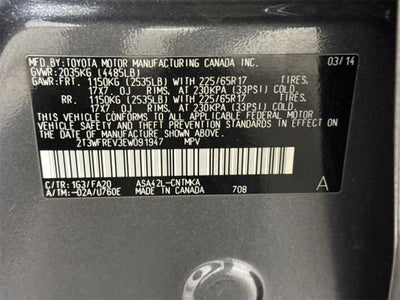 MFD.BY:TOYOTA MOTOR MANUFACTURING CANADA INC. 03/14
GVWR:2035KG (4485LB)
GAWR:FRT. 1150KG (2535LB) WITH 225/65R17 TIRES.
17X7. OJ RIMS. AT 230KPA (33PSI) COLD.
RR. 1150KG (2535LB) WITH 225/65R17 TIRES.
17X7. OJ RIMS. AT 230KPA (33PSI) COLD.
THIS VEHICLE CONFORMS TO ALL APPLICABLE FEDERAL MOTOR
VEHICLE SAFETY, BUMPER, AND THEFT PREVENTION STANDARDS IN
EFFECT ON THE DATE OF MANUFACTURE SHOWN ABOVE.
2T3WFREV3EW091947 MPV
C/TR:1G3/FA20 ASA42L-CNTMKA A
A/TM:-02A/U760E MADE IN CANADA 708